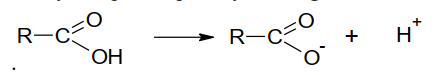 R—C O OH → R—C O O⁻ + H⁺
.